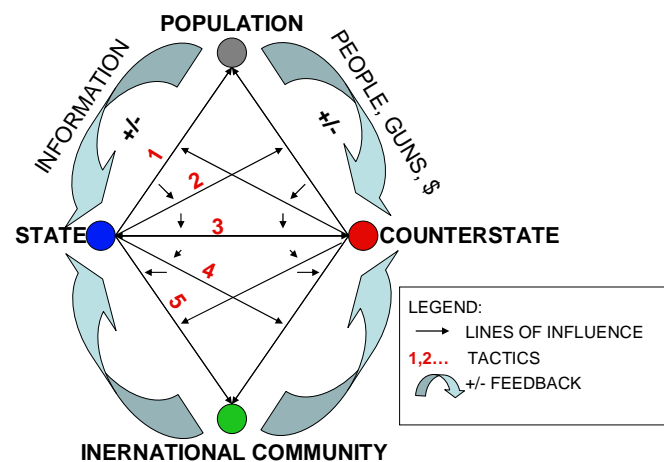 POPULATION
INFORMATION
PEOPLE, GUNS, $
+/-
+/-
1
2
STATE
3
COUNTERSTATE
4
5
LEGEND:
LINES OF INFLUENCE
1,2… TACTICS
+/- FEEDBACK
INERNATIONAL COMMUNITY